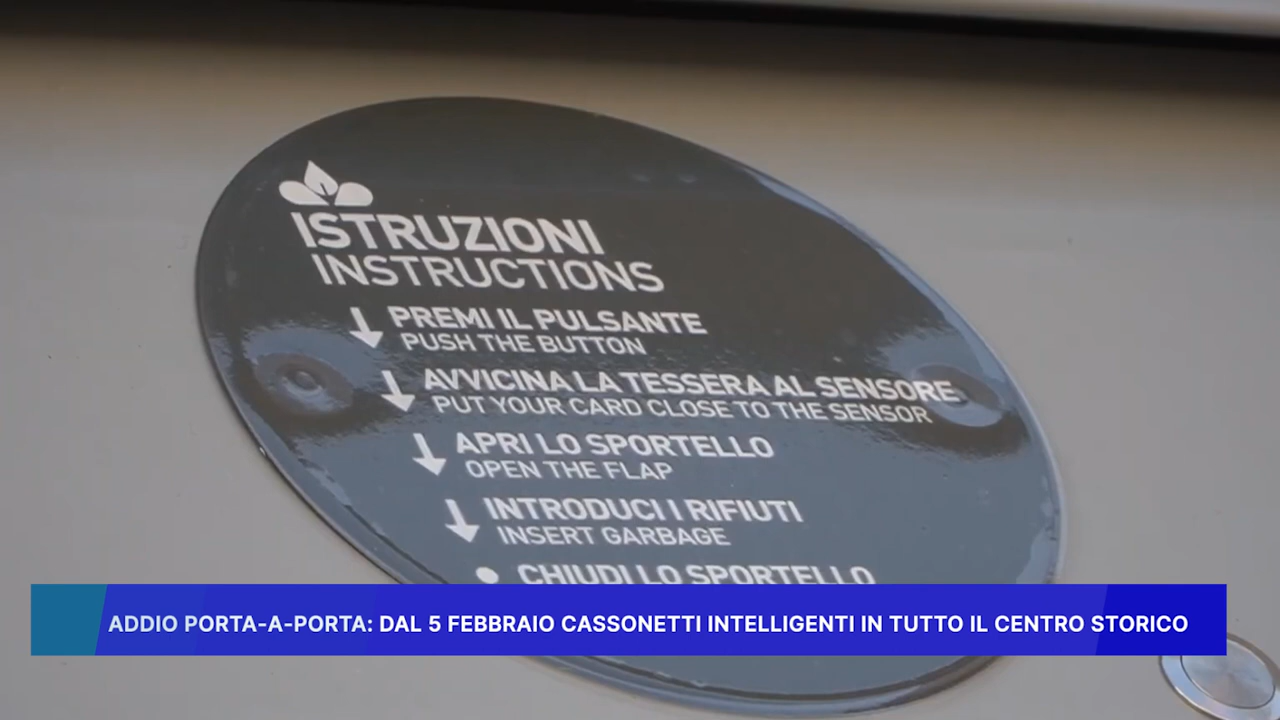 ISTRUZIONI
INSTRUCTIONS
PREMI IL PULSANTE
PUSH THE BUTTON
AVVICINA LA TESSERA AL SENSORE
PUT YOUR CARD CLOSE TO THE SENSOR
APRI LO SPORTELLO
OPEN THE FLAP
INTRODUCI I RIFIUTI
INSERT GARBAGE
CHIUDI LO SPORTELLO
ADDIO PORTA-A-PORTA: DAL 5 FEBBRAIO CASSONETTI INTELLIGENTI IN TUTTO IL CENTRO STORICO